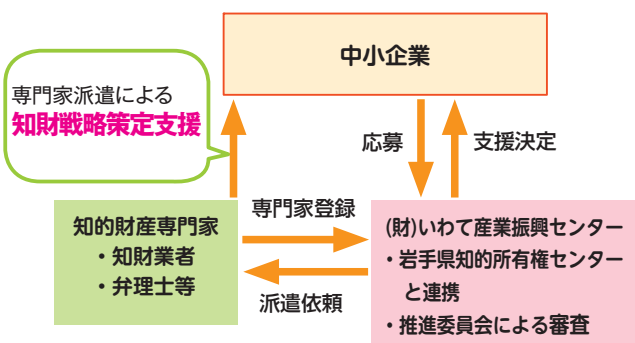 中小企業
専門家派遣による
知財戦略策定支援
応募
支援決定
知的財産専門家
・知財業者
・弁理士等
専門家登録
派遣依頼
(財)いわて産業振興センター
・岩手県知的所有権センター
と連携
・推進委員会による審査